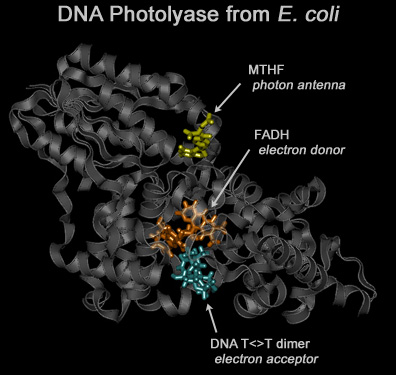 DNA Photolyase from E. coli
MTHF
photon antenna
FADH
electron donor
DNA T<>T dimer
electron acceptor